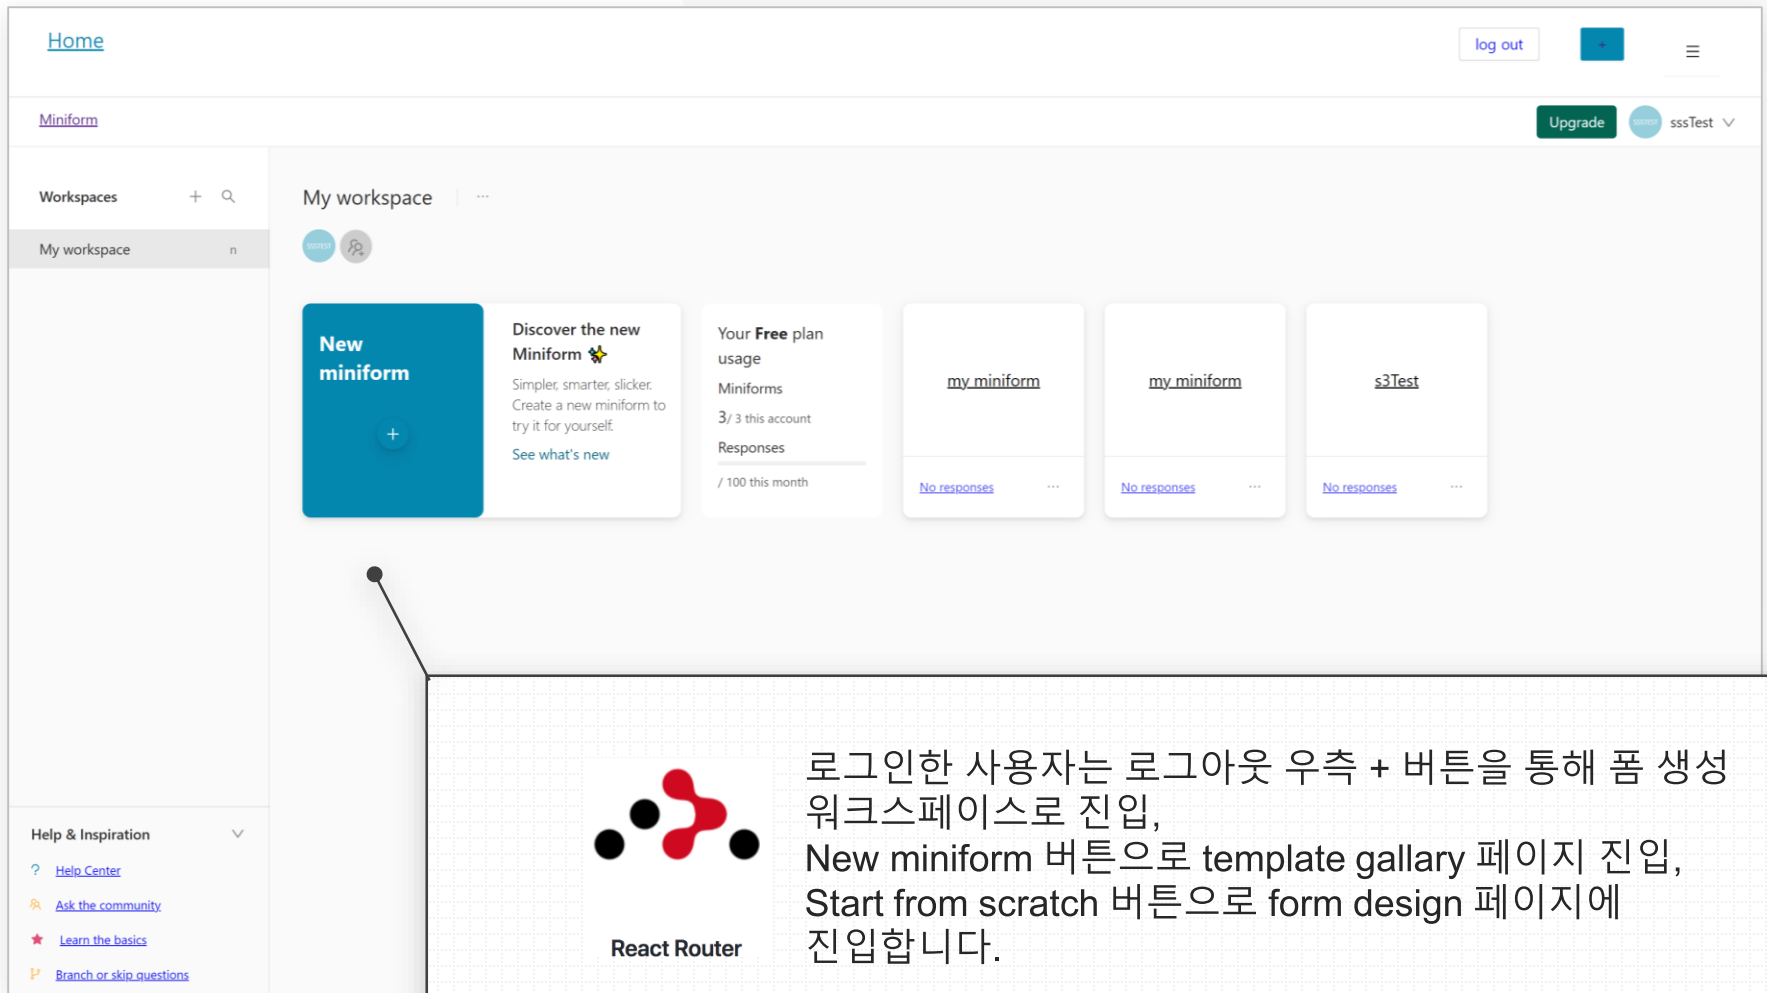 Home
log out
+
Miniform
Upgrade
sssTest
Workspaces
My workspace
n
My workspace
New
miniform
+
Discover the new
Miniform
Simpler, smarter, slicker.
Create a new miniform to
try it for yourself.
See what's new
Your Free plan
usage
Miniforms
3/ 3 this account
Responses
/ 100 this month
my miniform
No responses
my miniform
No responses
s3Test
No responses
Help & Inspiration
? Help Center
Ask the community
Learn the basics
Branch or skip questions
React Router
로그인한 사용자는 로그아웃 우측 + 버튼을 통해 폼 생성
워크스페이스로 진입,
New miniform 버튼으로 template gallary 페이지 진입,
Start from scratch 버튼으로 form design 페이지에
진입합니다.